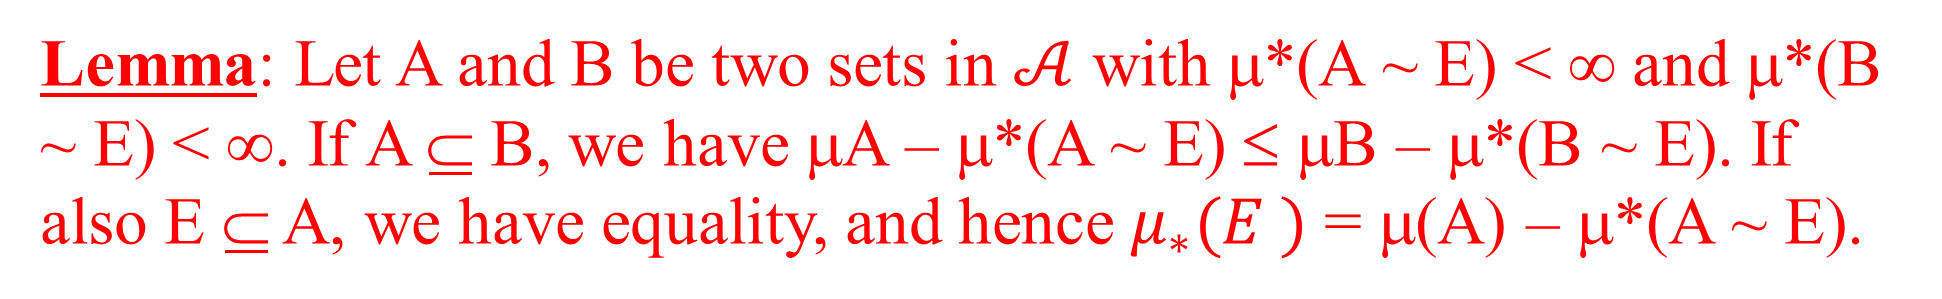 Lemma: Let A and B be two sets in 𝒜 with μ*(A ~ E) < ∞ and μ*(B
~ E) < ∞. If A ⊆ B, we have μA – μ*(A ~ E) ≤ μB – μ*(B ~ E). If
also E ⊆ A, we have equality, and hence 𝜇∗(𝐸 ) = μ(A) – μ*(A ~ E).